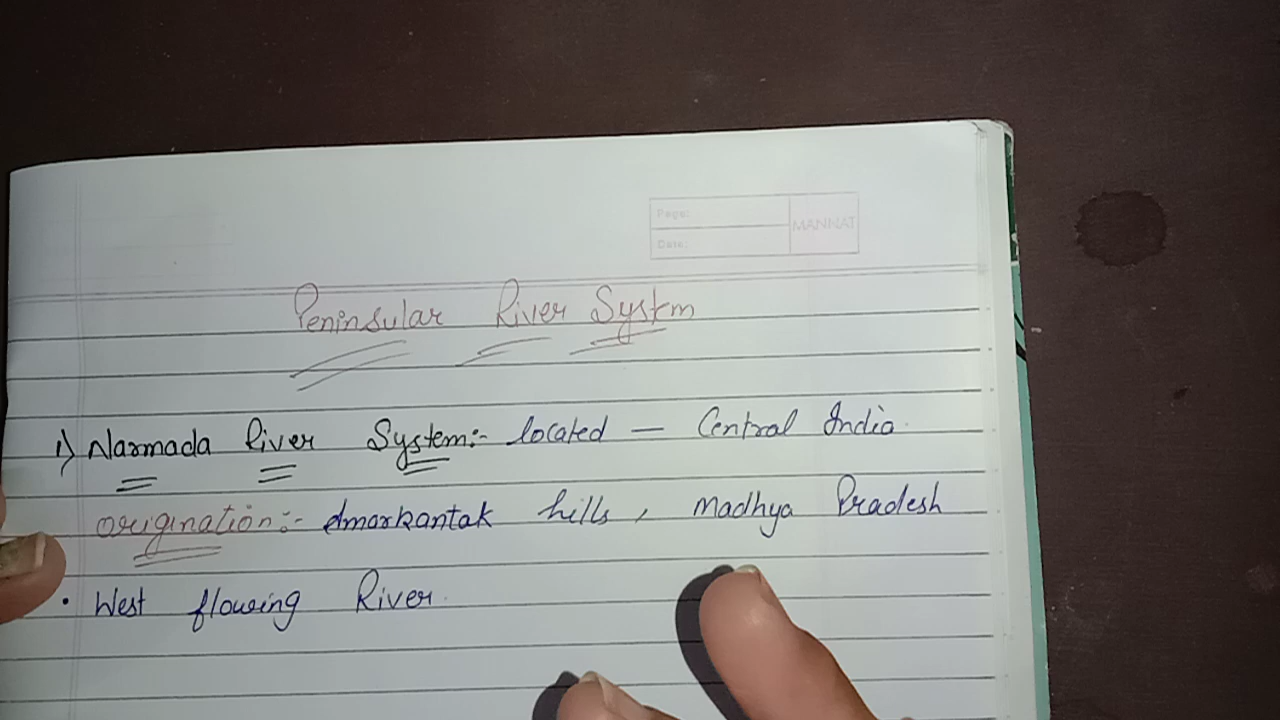 Page:
MANNAT
Date:
Peninsular River System
1) Narmada River System:- located — Central India.
origination:- Amarkantak hills, Madhya Pradesh
• West flowing River.